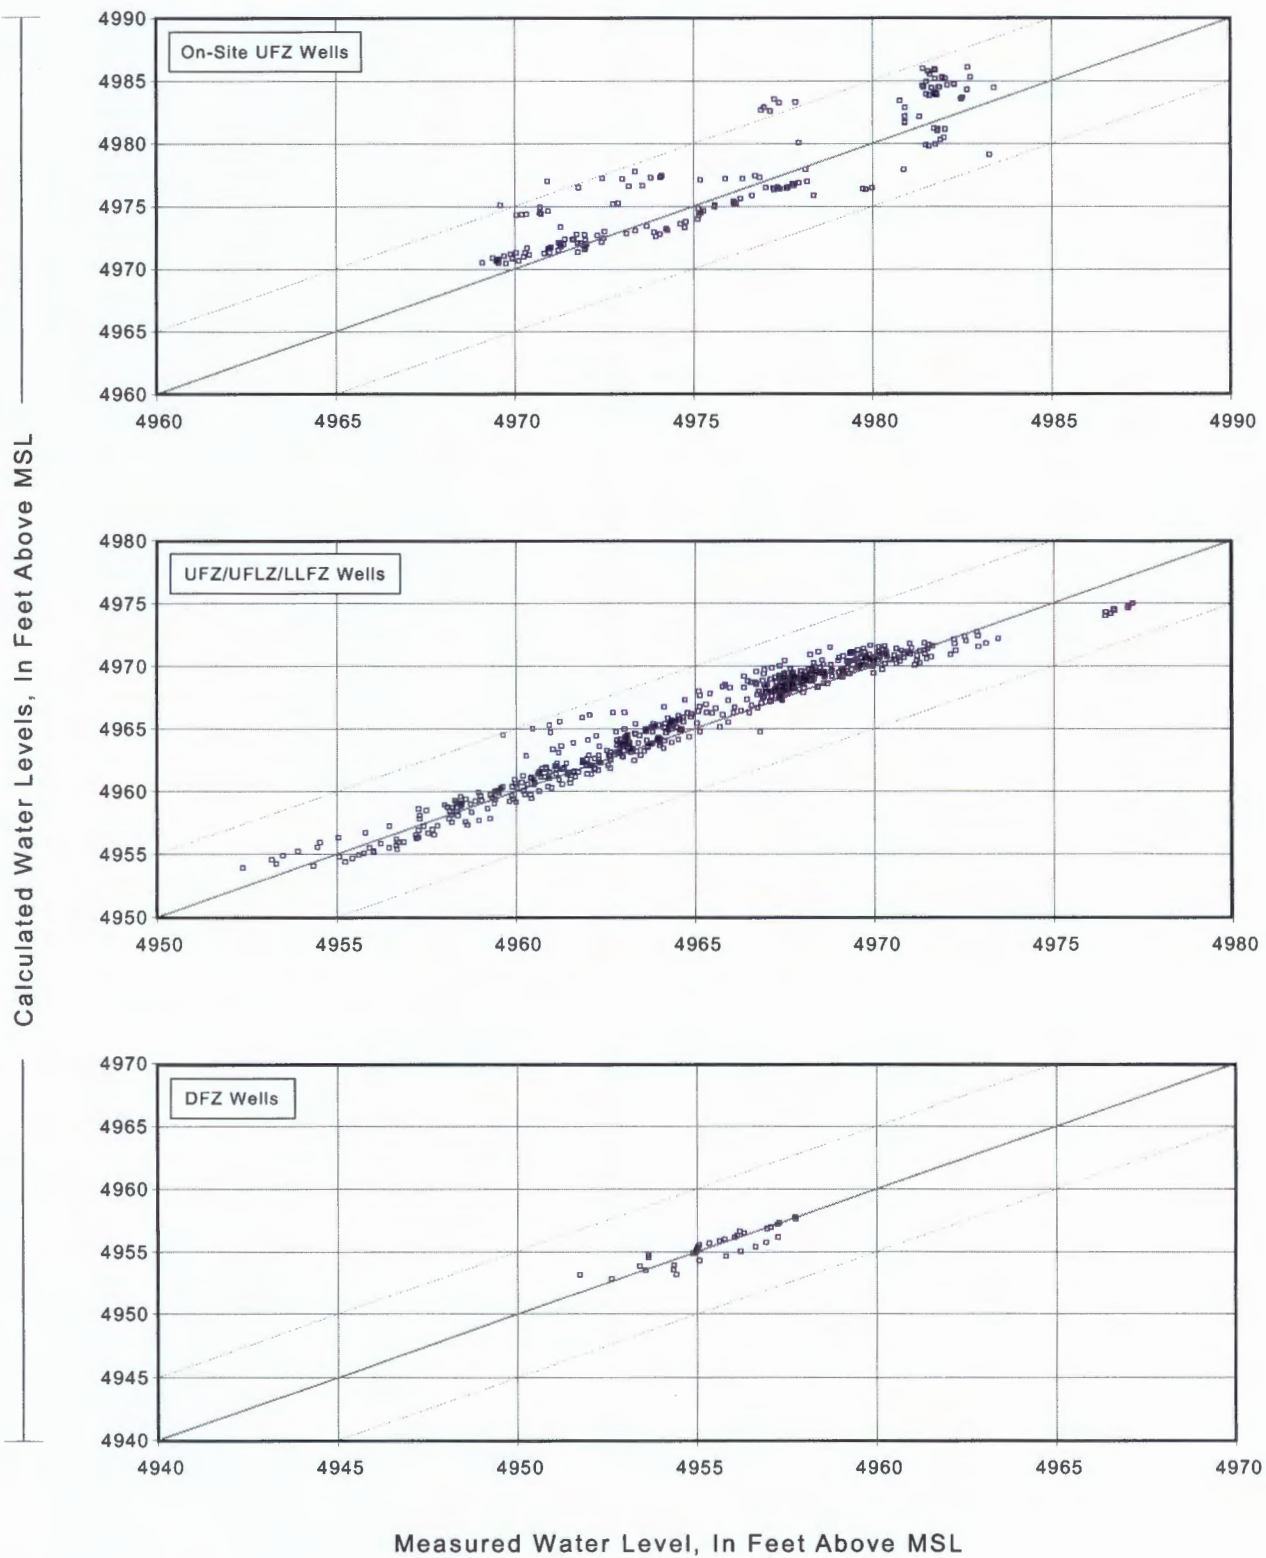 Calculated Water Levels, In Feet Above MSL
4990
On-Site UFZ Wells
4985
4980
4975
4970
4965
4960
4960 4965 4970 4975 4980 4985 4990
4980
UFZ/UFLZ/LLFZ Wells
4975
4970
4965
4960
4955
4950
4950 4955 4960 4965 4970 4975 4980
4970
DFZ Wells
4965
4960
4955
4950
4945
4940
4940 4945 4950 4955 4960 4965 4970
Measured Water Level, In Feet Above MSL